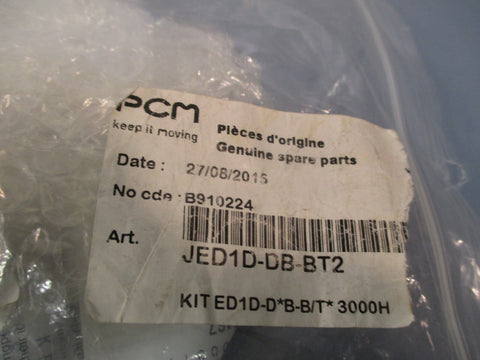 PCM
keep it moving
Pièces d'origine
Genuine spare parts
Date : 27/08/2015
No cde : B910224
Art.
JED1D-DB-BT2
KIT ED1D-D*B-B/T* 3000H